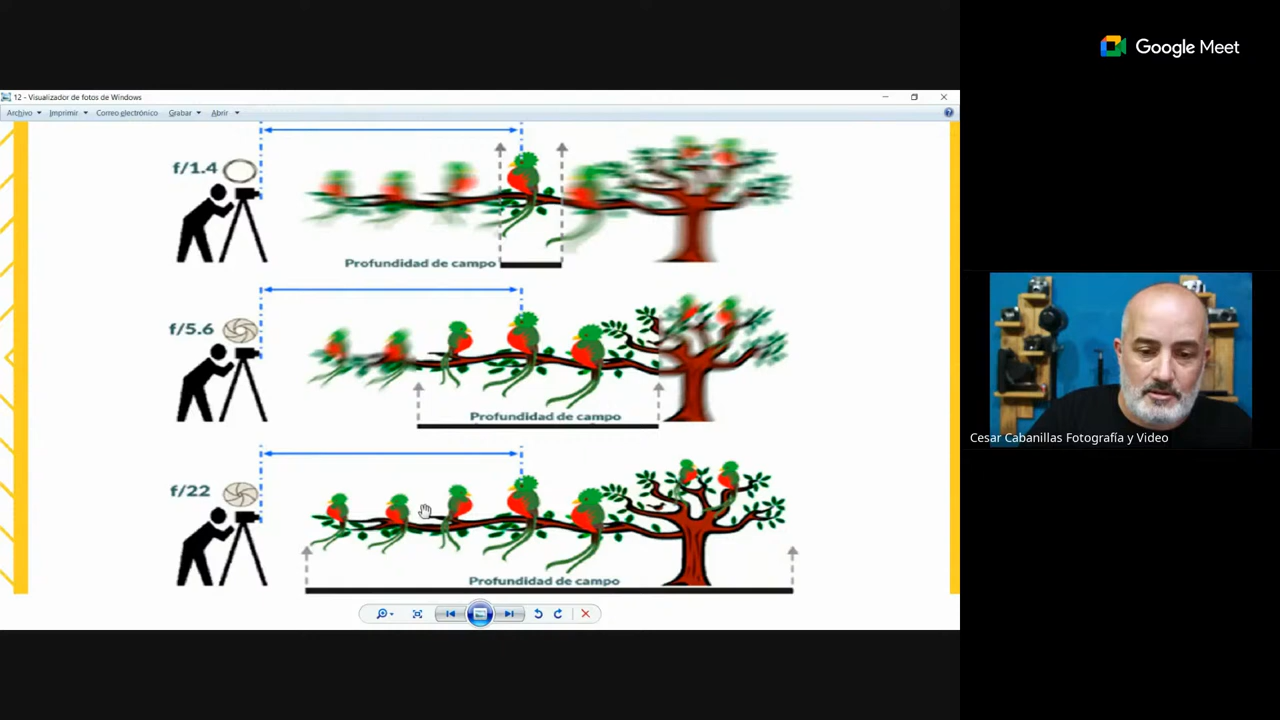 Google Meet
12 - Visualizador de fotos de Windows
Archivo Imprimir Correo electrónico Grabar Abrir
f/1.4
Profundidad de campo
f/5.6
Profundidad de campo
Cesar Cabanillas Fotografía y Video
f/22
Profundidad de campo